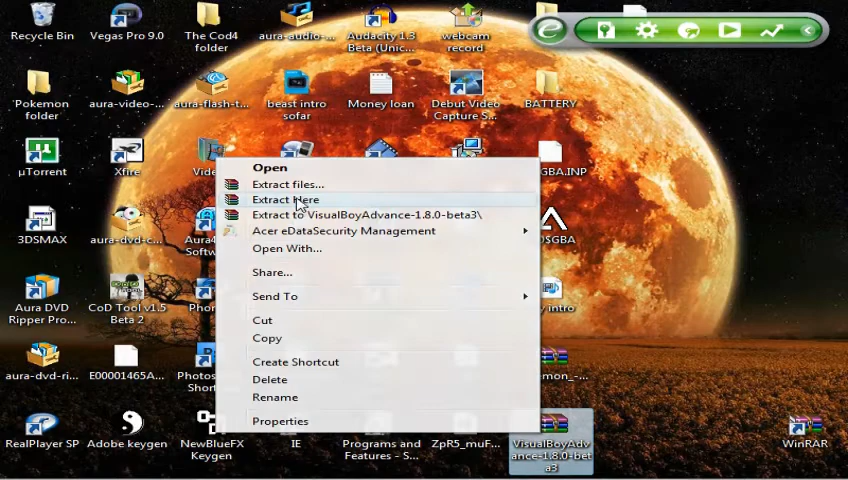 Recycle Bin
Vegas Pro 9.0
The Cod4
folder
aura-audio-...
Audacity 1.3
Beta (Unic...
webcam
record
Pokemon
folder
aura-video-...
aura-flash-t...
beast intro
sofar
Money loan
Debut Video
Capture S...
BATTERY
µTorrent
Xfire
GBA.INP
Open
Extract files...
Extract Here
Extract to VisualBoyAdvance-1.8.0-beta3\
Acer eDataSecurity Management
Open With...
Share...
Send To
Cut
Copy
Create Shortcut
Delete
Rename
Properties
3DSMAX
aura-dvd-c...
Aura DVD
Ripper Pro...
CoD Tool v1.5
Beta 2
intro
aura-dvd-ri...
E00001465A...
RealPlayer SP
Adobe keygen
NewBlueFX
Keygen
IE
Programs and
Features - S...
ZpR5_muF...
VisualBoyAdv
ance-1.8.0-bet
a3
WinRAR